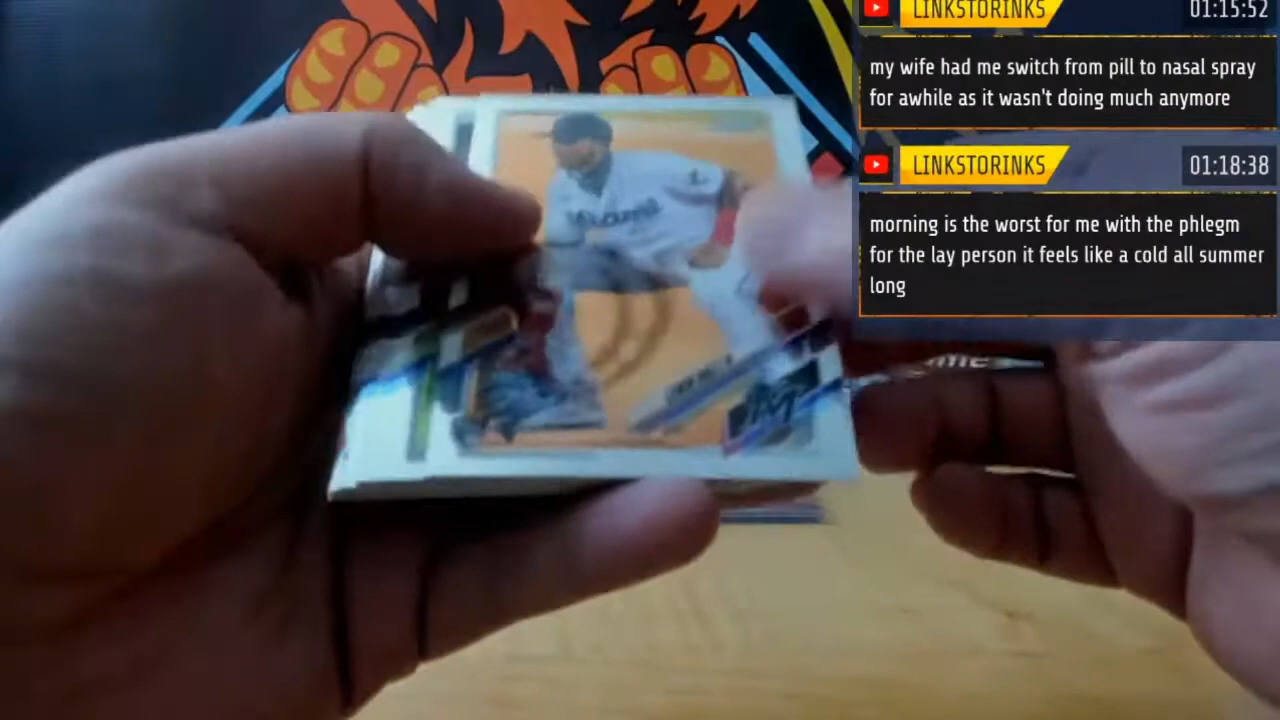 LINKSTORINKS 01:15:52
my wife had me switch from pill to nasal spray
for awhile as it wasn't doing much anymore
LINKSTORINKS 01:18:38
morning is the worst for me with the phlegm
for the lay person it feels like a cold all summer
long
Miami